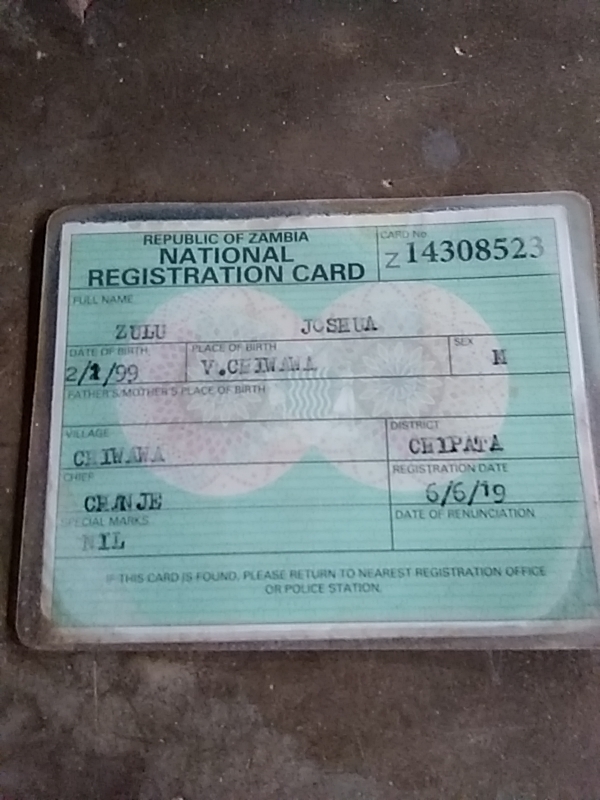 REPUBLIC OF ZAMBIA
NATIONAL
REGISTRATION CARD
CARD No.
Z 14308523
FULL NAME
ZULU JOSHUA
DATE OF BIRTH
2/1/99
PLACE OF BIRTH
V.CHIWAWA
SEX
M
FATHER'S/MOTHER'S PLACE OF BIRTH
VILLAGE
CHIWAWA
DISTRICT
CHIPATA
CHIEF
CHANJE
REGISTRATION DATE
6/6/19
SPECIAL MARKS
NIL
DATE OF RENUNCIATION
IF THIS CARD IS FOUND, PLEASE RETURN TO NEAREST REGISTRATION OFFICE
OR POLICE STATION.